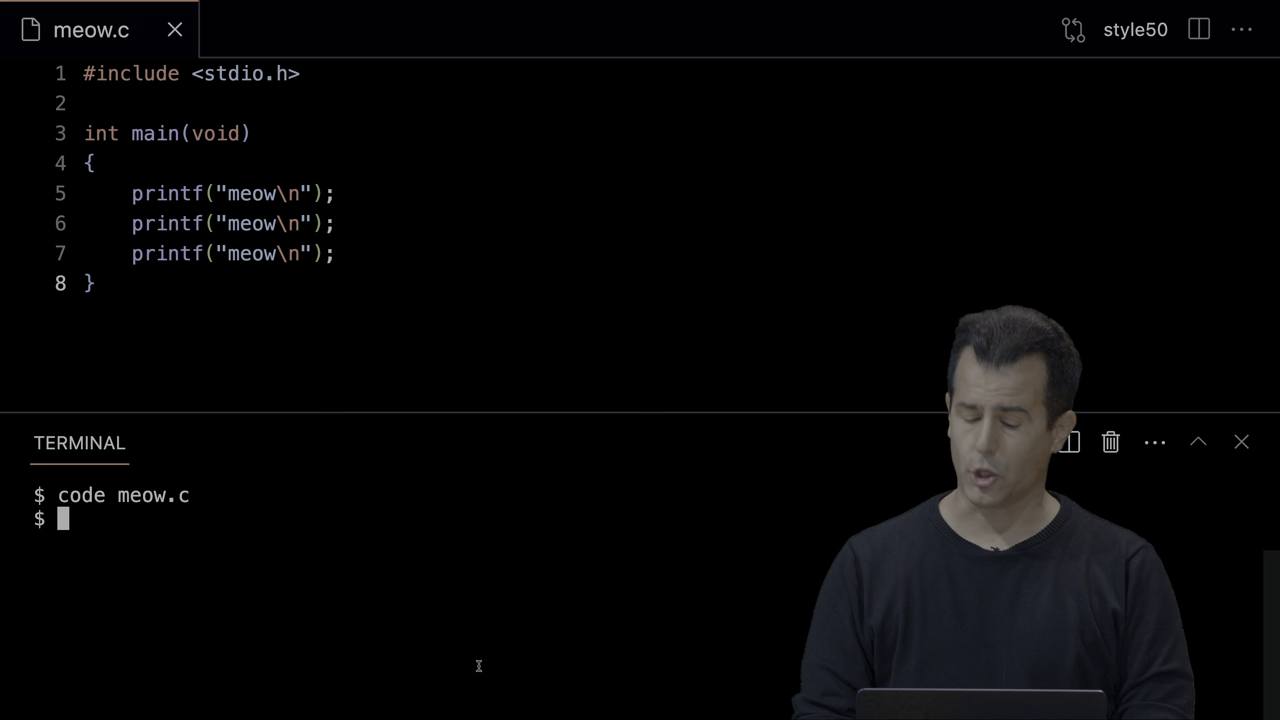 meow.c
style50
1 #include <stdio.h>
2
3 int main(void)
4 {
5     printf("meow\n");
6     printf("meow\n");
7     printf("meow\n");
8 }
TERMINAL
$ code meow.c
$